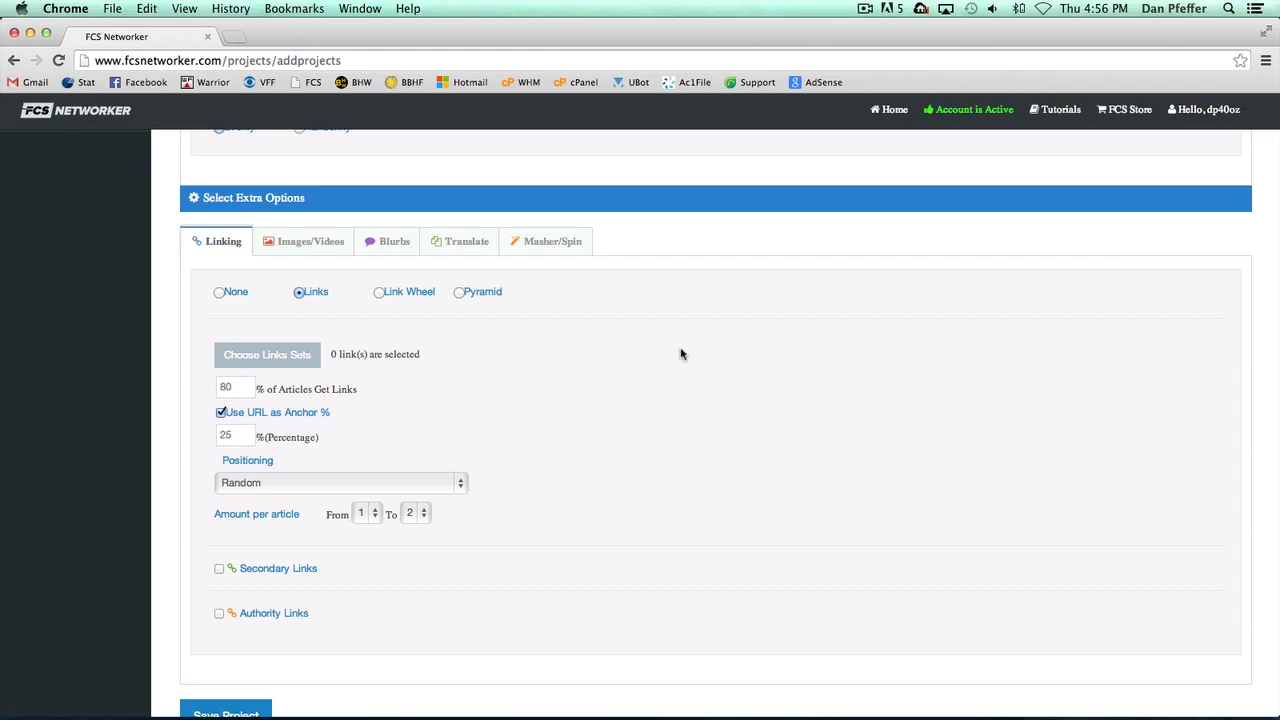 Chrome File Edit View History Bookmarks Window Help 5 Thu 4:56 PM Dan Pfeffer
FCS Networker
www.fcsnetworker.com/projects/addprojects
Gmail Stat Facebook Warrior VFF FCS BHW BBHF Hotmail WHM cPanel UBot Ac1File Support AdSense
FCS NETWORKER Home Account is Active Tutorials FCS Store Hello, dp40oz
Select Extra Options
Linking Images/Videos Blurbs Translate Masher/Spin
None Links Link Wheel Pyramid
Choose Links Sets 0 link(s) are selected
80 % of Articles Get Links
Use URL as Anchor %
25 %(Percentage)
Positioning
Random
Amount per article From 1 To 2
Secondary Links
Authority Links
Save Project